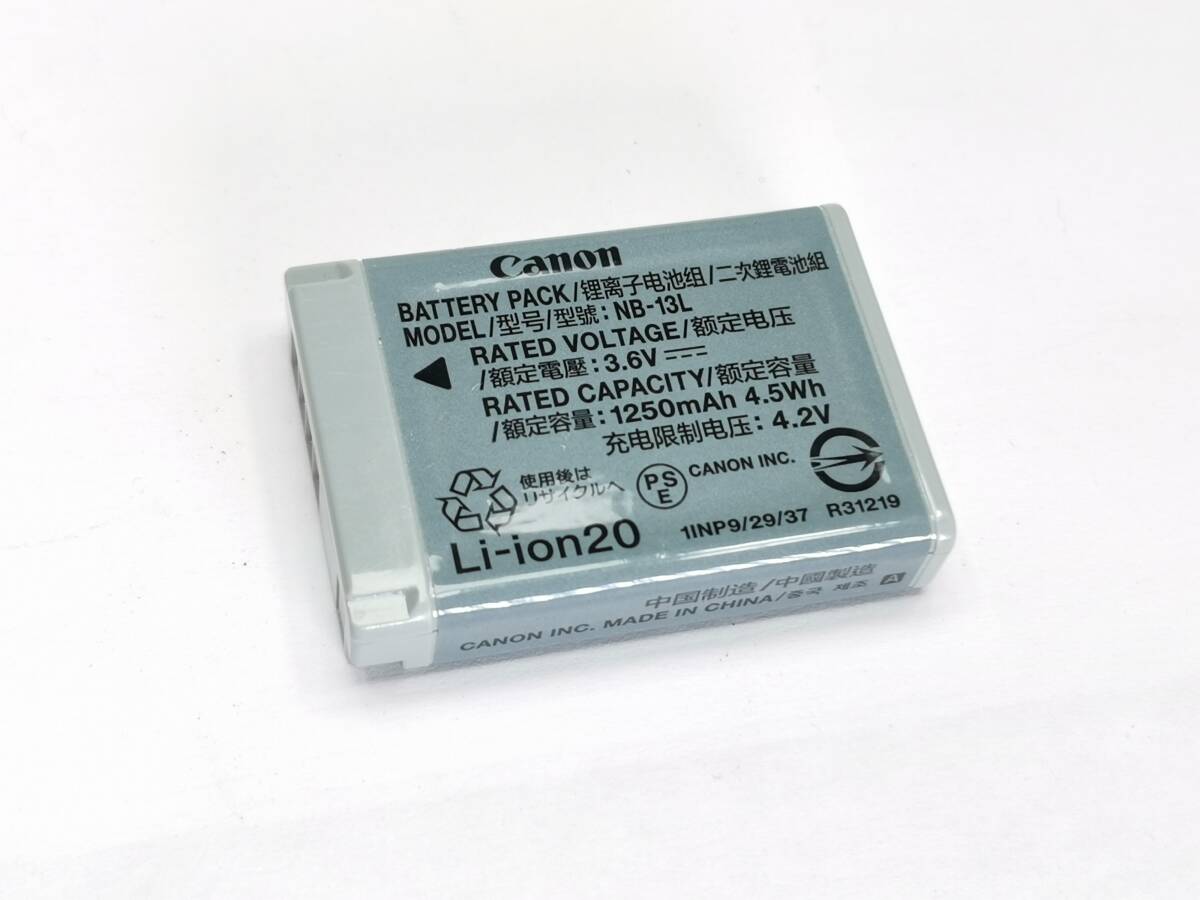 Canon
BATTERY PACK/锂离子电池组/二次鋰電池組
MODEL/型号/型號: NB-13L
RATED VOLTAGE/额定电压
/額定電壓: 3.6V
RATED CAPACITY/额定容量
/額定容量: 1250mAh 4.5Wh
充电限制电压: 4.2V
使用後は
リサイクルへ
PS
E
CANON INC.
Li-ion20
1INP9/29/37
R31219
中国制造/中國製造
CANON INC. MADE IN CHINA/중국 제조 A